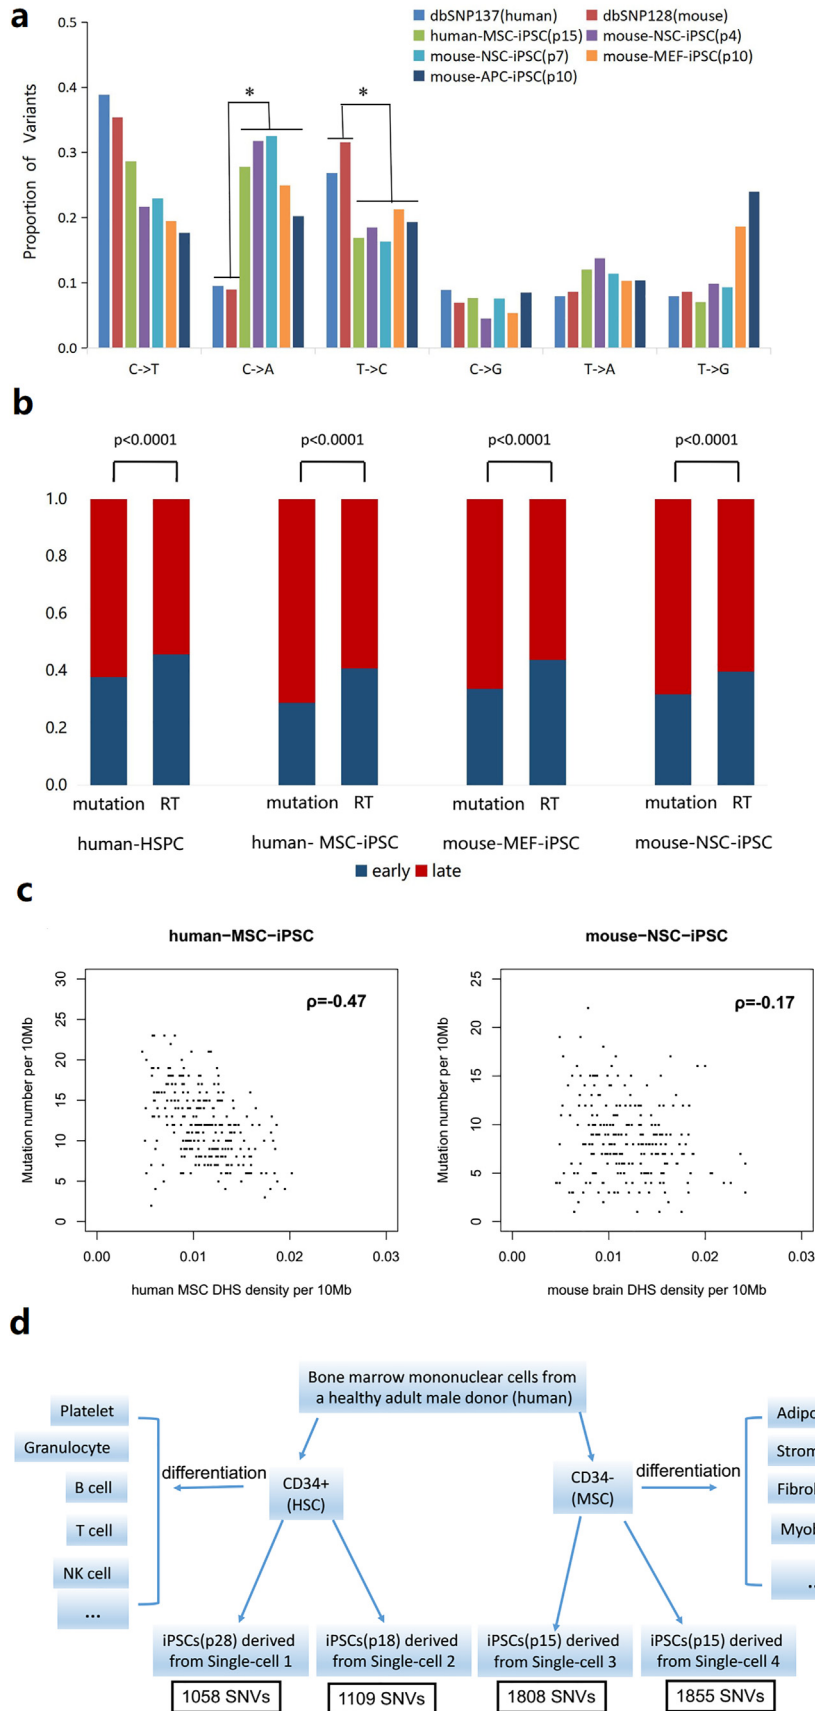 a
dbSNP137(human) dbSNP128(mouse)
human-MSC-iPSC(p15) mouse-NSC-iPSC(p4)
mouse-NSC-iPSC(p7) mouse-MEF-iPSC(p10)
mouse-APC-iPSC(p10)
Proportion of Variants
0.5
0.4
0.3
0.2
0.1
0.0
* *
C->T C->A T->C C->G T->A T->G
b
p<0.0001 p<0.0001 p<0.0001 p<0.0001
1.0
0.8
0.6
0.4
0.2
0.0
mutation RT mutation RT mutation RT mutation RT
human-HSPC human- MSC-iPSC mouse-MEF-iPSC mouse-NSC-iPSC
early late
c
human-MSC-iPSC
ρ=-0.47
Mutation number per 10Mb
30
25
20
15
10
5
0
0.00 0.01 0.02 0.03
human MSC DHS density per 10Mb
mouse-NSC-iPSC
ρ=-0.17
Mutation number per 10Mb
25
20
15
10
5
0
0.00 0.01 0.02 0.03
mouse brain DHS density per 10Mb
d
Bone marrow mononuclear cells from
a healthy adult male donor (human)
Platelet
Granulocyte
B cell
T cell
NK cell
...
differentiation
CD34+
(HSC)
CD34-
(MSC)
differentiation
Adipo
Strom
Fibrol
Myob
..
iPSCs(p28) derived
from Single-cell 1
iPSCs(p18) derived
from Single-cell 2
iPSCs(p15) derived
from Single-cell 3
iPSCs(p15) derived
from Single-cell 4
1058 SNVs 1109 SNVs 1808 SNVs 1855 SNVs